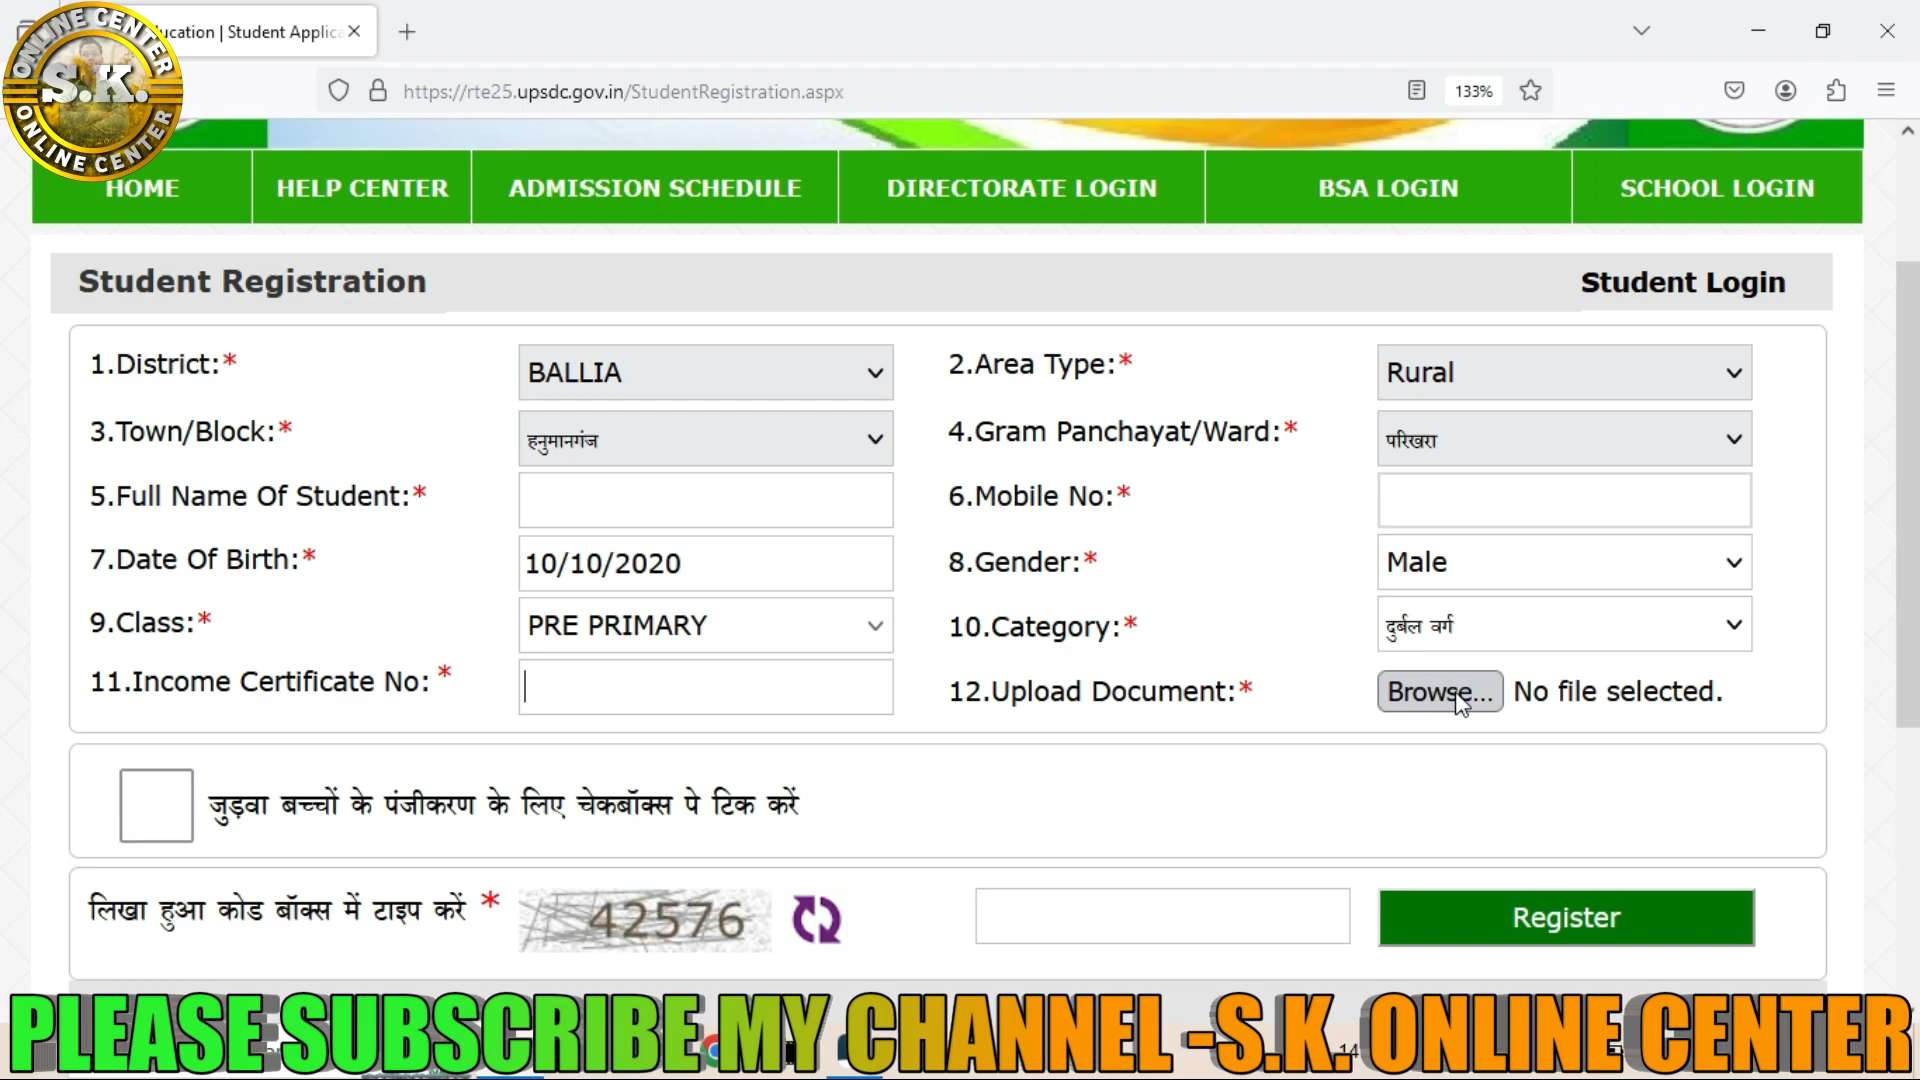 ucation | Student Applica
https://rte25.upsdc.gov.in/StudentRegistration.aspx
133%
ONLINE CENTER
S.K.
ONLINE CENTER
HOME
HELP CENTER
ADMISSION SCHEDULE
DIRECTORATE LOGIN
BSA LOGIN
SCHOOL LOGIN
Student Registration
Student Login
1.District:* BALLIA
2.Area Type:* Rural
3.Town/Block:* हनुमानगंज
4.Gram Panchayat/Ward:* परिखरा
5.Full Name Of Student:*
6.Mobile No:*
7.Date Of Birth:* 10/10/2020
8.Gender:* Male
9.Class:* PRE PRIMARY
10.Category:* दुर्बल वर्ग
11.Income Certificate No: *
12.Upload Document:* Browse... No file selected.
जुड़वा बच्चों के पंजीकरण के लिए चेकबॉक्स पे टिक करें
लिखा हुआ कोड बॉक्स में टाइप करें * 42576
Register
PLEASE SUBSCRIBE MY CHANNEL -S.K. ONLINE CENTER